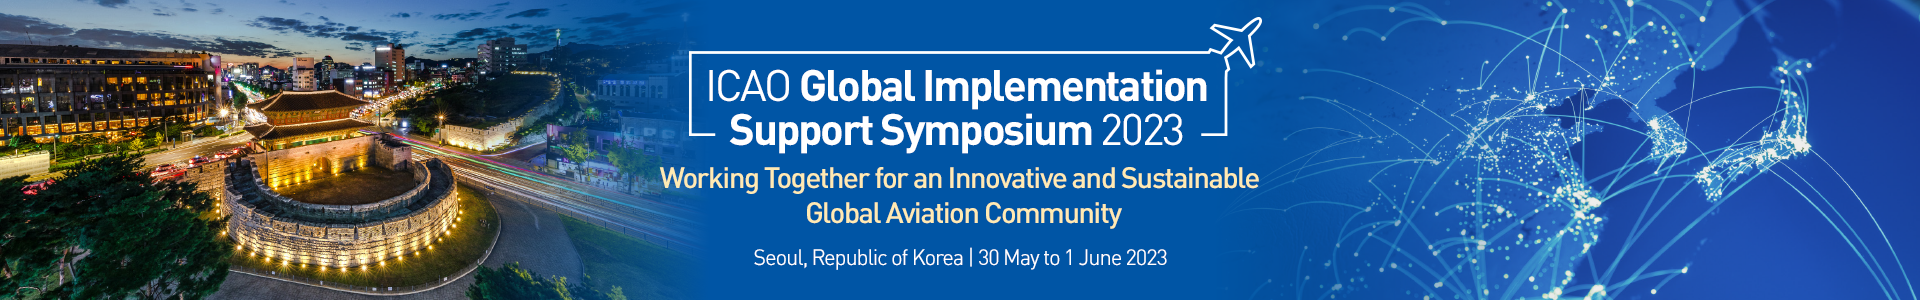 ICAO Global Implementation
Support Symposium 2023
Working Together for an Innovative and Sustainable
Global Aviation Community
Seoul, Republic of Korea | 30 May to 1 June 2023